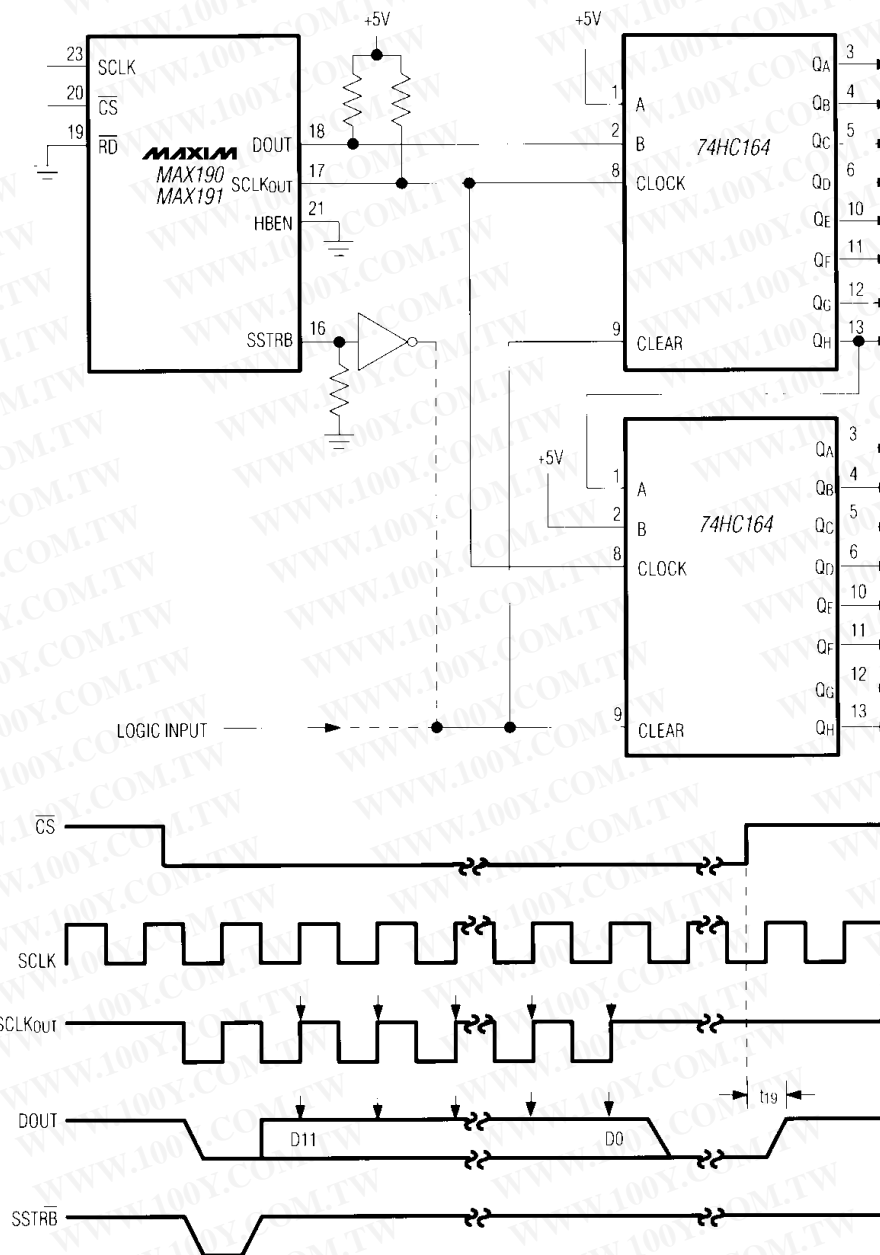 +5V
+5V
23 SCLK
20 CS
19 RD
MAXIM
MAX190
MAX191
DOUT 18
SCLKOUT 17
HBEN 21
SSTRB 16
1 A
2 B
8 CLOCK
9 CLEAR
74HC164
QA 3
QB 4
QC 5
QD 6
QE 10
QF 11
QG 12
QH 13
+5V
1 A
2 B
8 CLOCK
9 CLEAR
74HC164
QA 3
QB 4
QC 5
QD 6
QE 10
QF 11
QG 12
QH 13
LOGIC INPUT
CS
SCLK
SCLKOUT
DOUT
D11
D0
t19
SSTRB
WWW.100Y.COM.TW